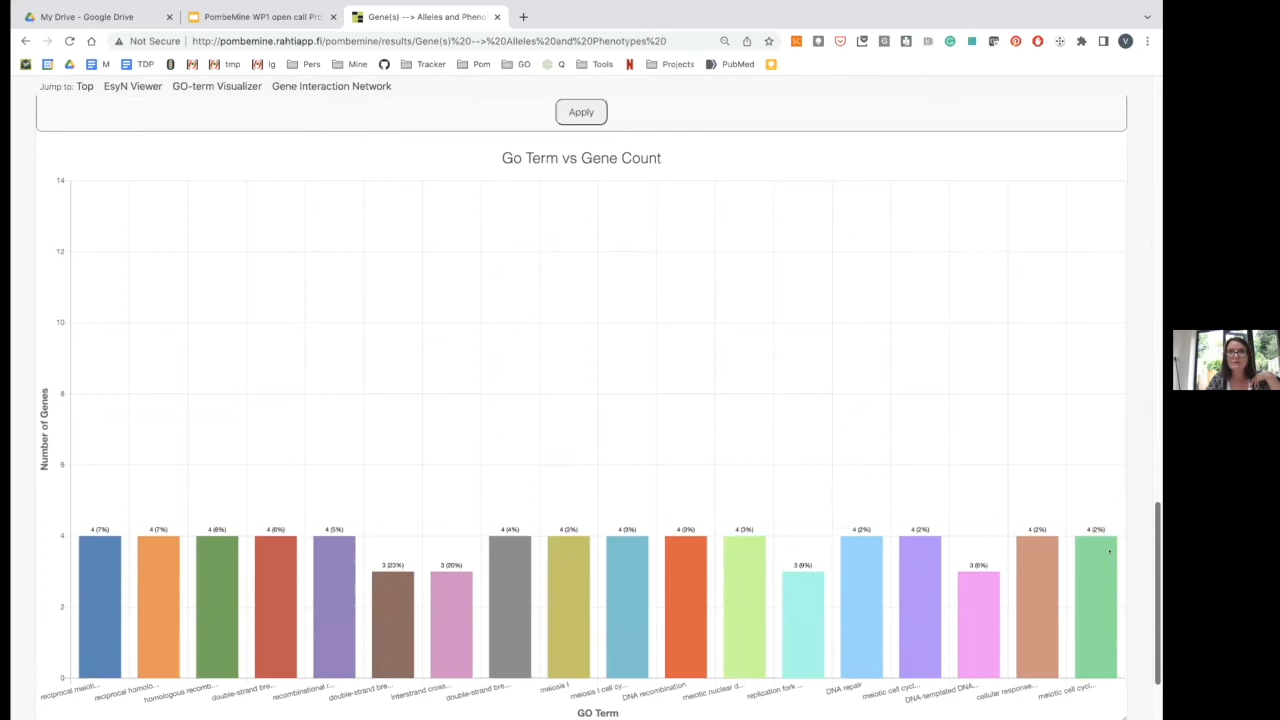 My Drive - Google Drive
PombeMine WP1 open call Pro
Gene(s) --> Alleles and Pheno
Not Secure
http://pombemine.rahtiapp.fi/pombemine/results/Gene(s)%20-->%20Alleles%20and%20Phenotypes%20
M TDP tmp Ig Pers Mine Tracker Pom GO Q Tools Projects PubMed
Jump to: Top EsyN Viewer GO-term Visualizer Gene Interaction Network
Apply
Go Term vs Gene Count
14
12
10
8
6
4
2
0
Number of Genes
4 (7%) 4 (7%) 4 (6%) 4 (6%) 4 (5%) 3 (23%) 3 (20%) 4 (4%) 4 (3%) 4 (3%) 4 (3%) 4 (3%) 3 (9%) 4 (2%) 4 (2%) 3 (6%) 4 (2%) 4 (2%)
reciprocal meioti... reciprocal homolo... homologous recomb... double-strand bre... recombinational r... double-strand bre... interstrand cross... double-strand bre... meiosis I meiosis I cell cy... DNA recombination meiotic nuclear d... replication fork ... DNA repair meiotic cell cycl... DNA-templated DNA... cellular response... meiotic cell cycl...
GO Term